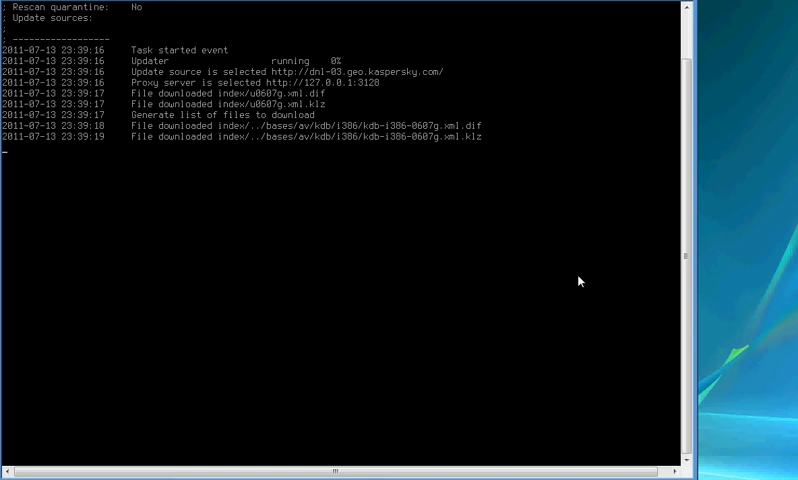 ; Rescan quarantine: No
; Update sources:
;
; ------------------
2011-07-13 23:39:16 Task started event
2011-07-13 23:39:16 Updater running 0%
2011-07-13 23:39:16 Update source is selected http://dnl-03.geo.kaspersky.com/
2011-07-13 23:39:16 Proxy server is selected http://127.0.0.1:3128
2011-07-13 23:39:17 File downloaded index/u0607g.xml.dif
2011-07-13 23:39:17 File downloaded index/u0607g.xml.klz
2011-07-13 23:39:17 Generate list of files to download
2011-07-13 23:39:18 File downloaded index/../bases/av/kdb/i386/kdb-i386-0607g.xml.dif
2011-07-13 23:39:19 File downloaded index/../bases/av/kdb/i386/kdb-i386-0607g.xml.klz